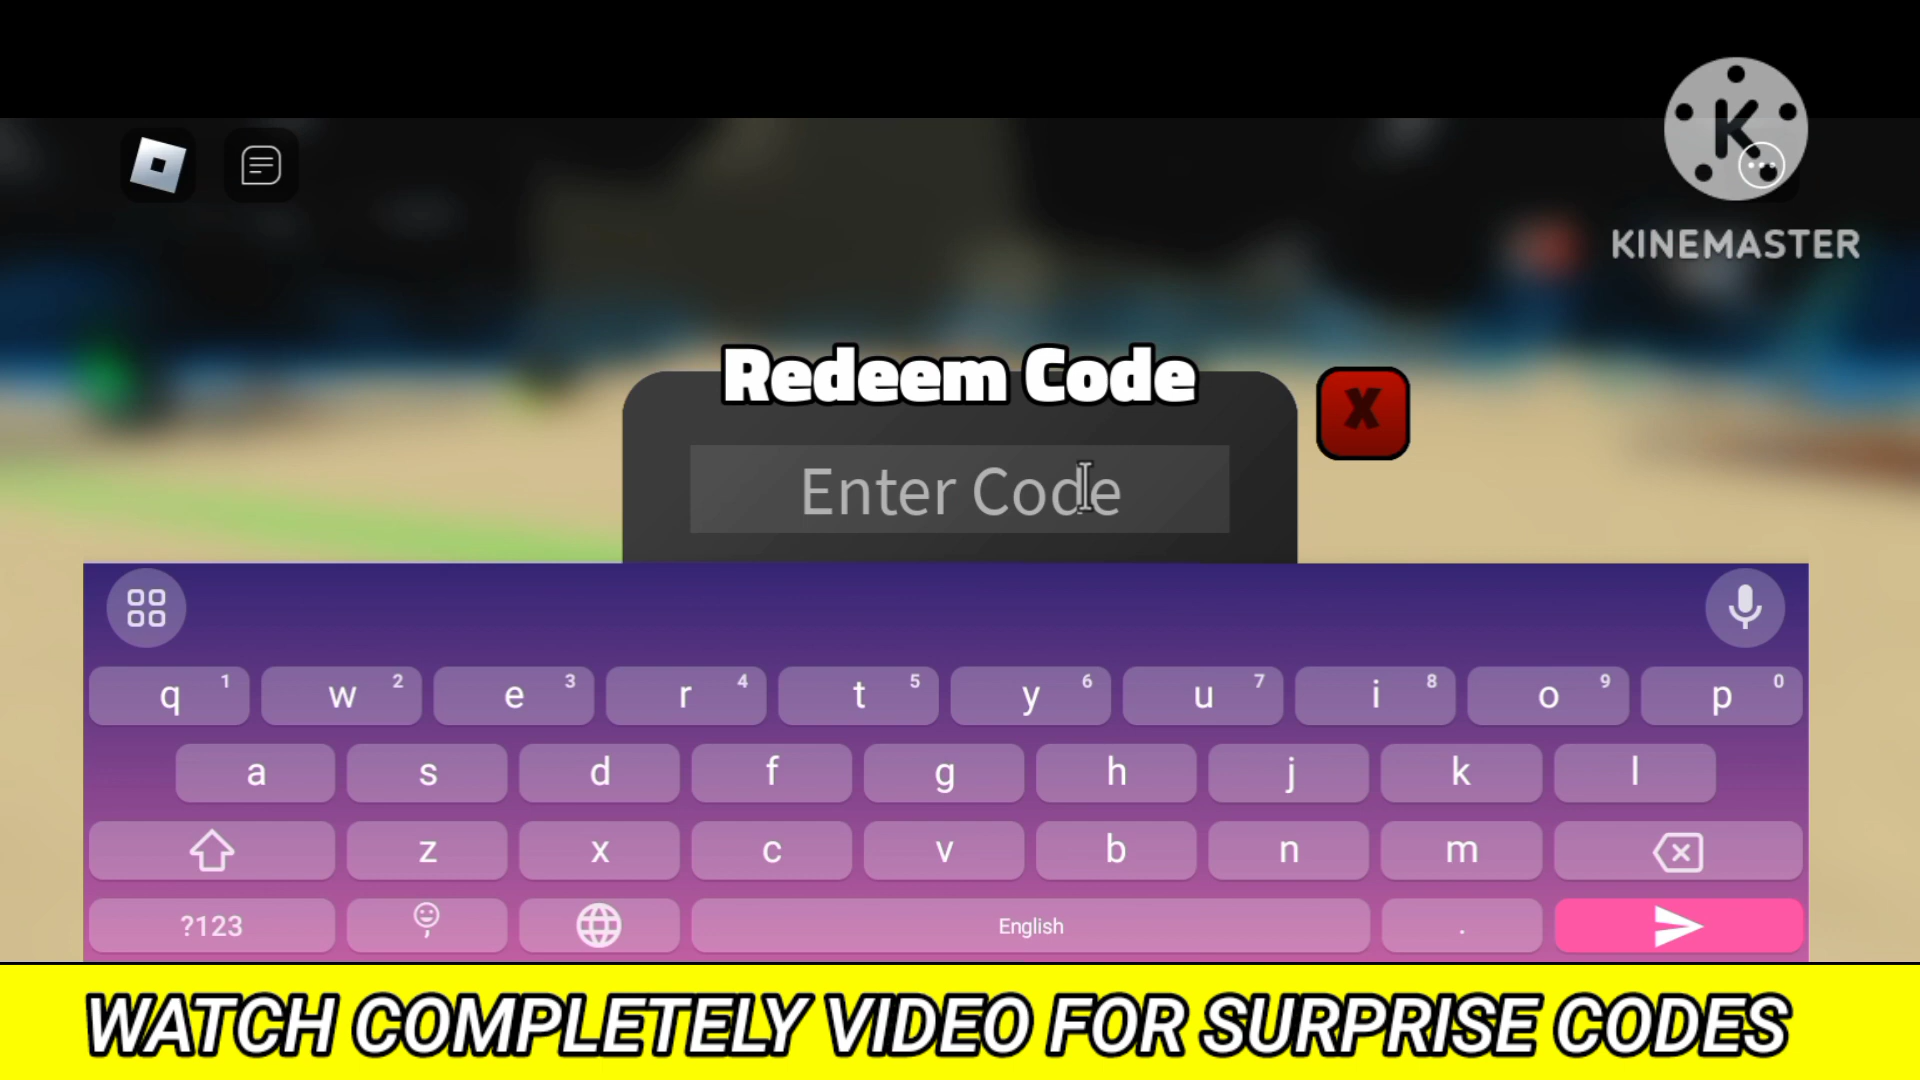 K
KINEMASTER
Redeem Code
X
Enter Code
q 1 w 2 e 3 r 4 t 5 y 6 u 7 i 8 o 9 p 0
a s d f g h j k l
z x c v b n m
?123 , English .
WATCH COMPLETELY VIDEO FOR SURPRISE CODES